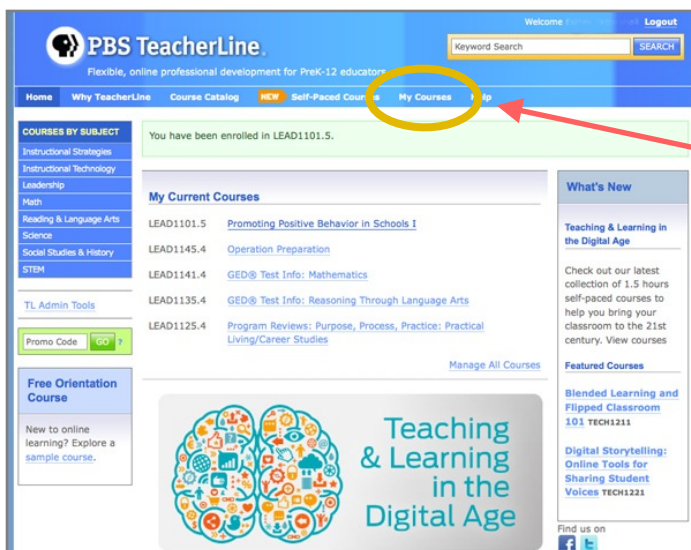 Welcome Logout
PBS TeacherLine.
Flexible, online professional development for PreK-12 educators
Keyword Search SEARCH
Home Why TeacherLine Course Catalog NEW Self-Paced Courses My Courses Help
COURSES BY SUBJECT
Instructional Strategies
Instructional Technology
Leadership
Math
Reading & Language Arts
Science
Social Studies & History
STEM
TL Admin Tools
Promo Code GO ?
Free Orientation
Course
New to online
learning? Explore a
sample course.
You have been enrolled in LEAD1101.5.
My Current Courses
LEAD1101.5 Promoting Positive Behavior in Schools I
LEAD1145.4 Operation Preparation
LEAD1141.4 GED® Test Info: Mathematics
LEAD1135.4 GED® Test Info: Reasoning Through Language Arts
LEAD1125.4 Program Reviews: Purpose, Process, Practice: Practical
Living/Career Studies
Manage All Courses
Teaching
& Learning
in the
Digital Age
What's New
Teaching & Learning in
the Digital Age
Check out our latest
collection of 1.5 hours
self-paced courses to
help you bring your
classroom to the 21st
century. View courses
Featured Courses
Blended Learning and
Flipped Classroom
101 TECH1211
Digital Storytelling:
Online Tools for
Sharing Student
Voices TECH1221
Find us on